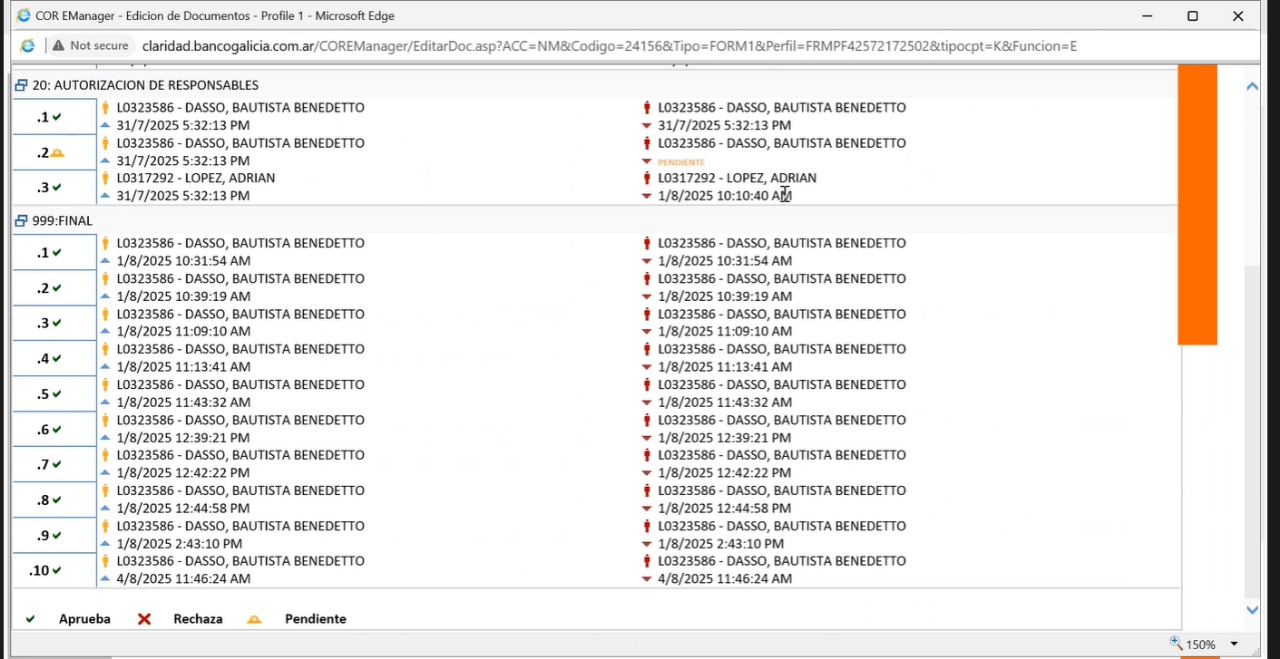 COR EManager - Edicion de Documentos - Profile 1 - Microsoft Edge
Not secure claridad.bancogalicia.com.ar/COREManager/EditarDoc.asp?ACC=NM&Codigo=24156&Tipo=FORM1&Perfil=FRMPF42572172502&tipocpt=K&Funcion=E
20: AUTORIZACION DE RESPONSABLES
.1 L0323586 - DASSO, BAUTISTA BENEDETTO L0323586 - DASSO, BAUTISTA BENEDETTO
31/7/2025 5:32:13 PM 31/7/2025 5:32:13 PM
.2 L0323586 - DASSO, BAUTISTA BENEDETTO L0323586 - DASSO, BAUTISTA BENEDETTO
31/7/2025 5:32:13 PM PENDIENTE
.3 L0317292 - LOPEZ, ADRIAN L0317292 - LOPEZ, ADRIAN
31/7/2025 5:32:13 PM 1/8/2025 10:10:40 AM
999:FINAL
.1 L0323586 - DASSO, BAUTISTA BENEDETTO L0323586 - DASSO, BAUTISTA BENEDETTO
1/8/2025 10:31:54 AM 1/8/2025 10:31:54 AM
.2 L0323586 - DASSO, BAUTISTA BENEDETTO L0323586 - DASSO, BAUTISTA BENEDETTO
1/8/2025 10:39:19 AM 1/8/2025 10:39:19 AM
.3 L0323586 - DASSO, BAUTISTA BENEDETTO L0323586 - DASSO, BAUTISTA BENEDETTO
1/8/2025 11:09:10 AM 1/8/2025 11:09:10 AM
.4 L0323586 - DASSO, BAUTISTA BENEDETTO L0323586 - DASSO, BAUTISTA BENEDETTO
1/8/2025 11:13:41 AM 1/8/2025 11:13:41 AM
.5 L0323586 - DASSO, BAUTISTA BENEDETTO L0323586 - DASSO, BAUTISTA BENEDETTO
1/8/2025 11:43:32 AM 1/8/2025 11:43:32 AM
.6 L0323586 - DASSO, BAUTISTA BENEDETTO L0323586 - DASSO, BAUTISTA BENEDETTO
1/8/2025 12:39:21 PM 1/8/2025 12:39:21 PM
.7 L0323586 - DASSO, BAUTISTA BENEDETTO L0323586 - DASSO, BAUTISTA BENEDETTO
1/8/2025 12:42:22 PM 1/8/2025 12:42:22 PM
.8 L0323586 - DASSO, BAUTISTA BENEDETTO L0323586 - DASSO, BAUTISTA BENEDETTO
1/8/2025 12:44:58 PM 1/8/2025 12:44:58 PM
.9 L0323586 - DASSO, BAUTISTA BENEDETTO L0323586 - DASSO, BAUTISTA BENEDETTO
1/8/2025 2:43:10 PM 1/8/2025 2:43:10 PM
.10 L0323586 - DASSO, BAUTISTA BENEDETTO L0323586 - DASSO, BAUTISTA BENEDETTO
4/8/2025 11:46:24 AM 4/8/2025 11:46:24 AM
Aprueba Rechaza Pendiente
150%